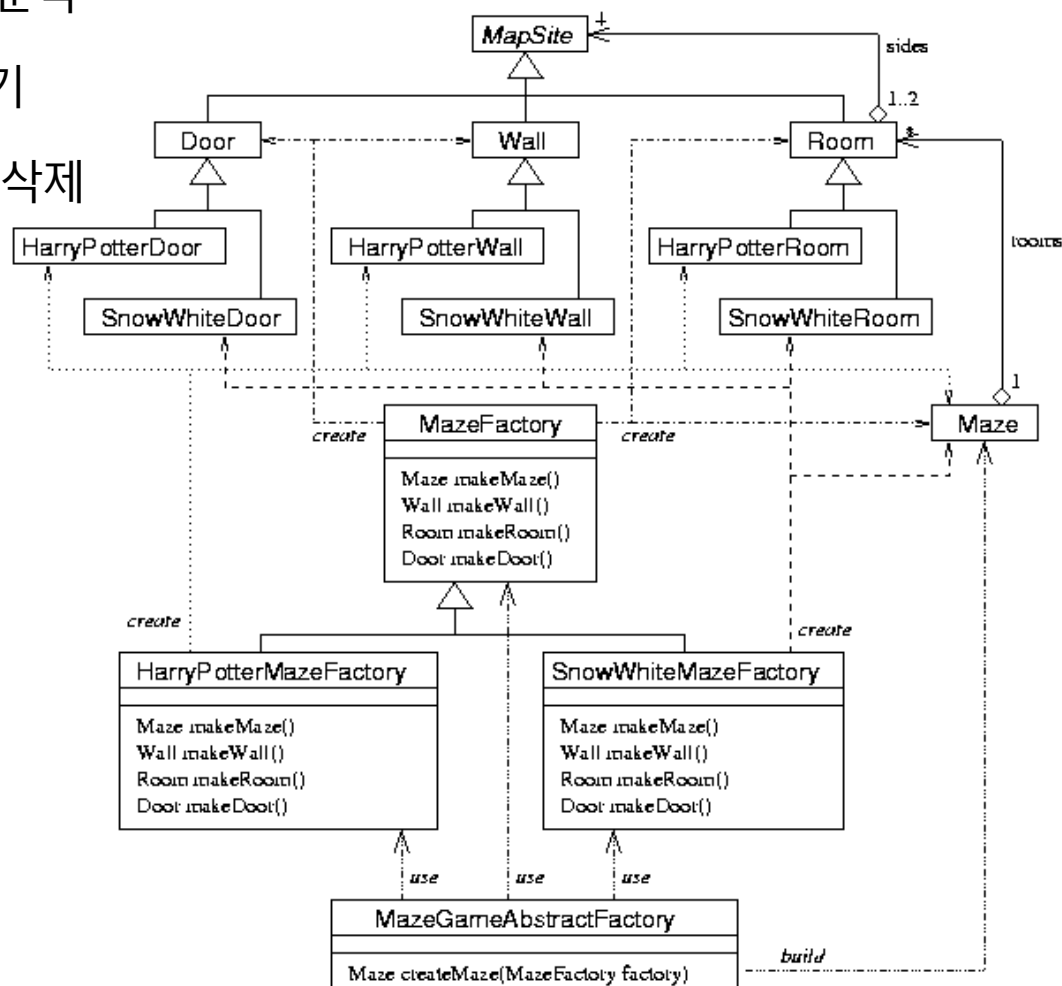 기
삭제
MapSite
+
sides
1..2
Door
Wall
Room
*
HarryPotterDoor
HarryPotterWall
HarryPotterRoom
rooms
SnowWhiteDoor
SnowWhiteWall
SnowWhiteRoom
1
MazeFactory
Maze
create
create
Maze makeMaze()
Wall makeWall()
Room makeRoom()
Door makeDoor()
create
create
HarryPotterMazeFactory
SnowWhiteMazeFactory
Maze makeMaze()
Wall makeWall()
Room makeRoom()
Door makeDoor()
Maze makeMaze()
Wall makeWall()
Room makeRoom()
Door makeDoor()
use
use
use
MazeGameAbstractFactory
build
Maze createMaze(MazeFactory factory)